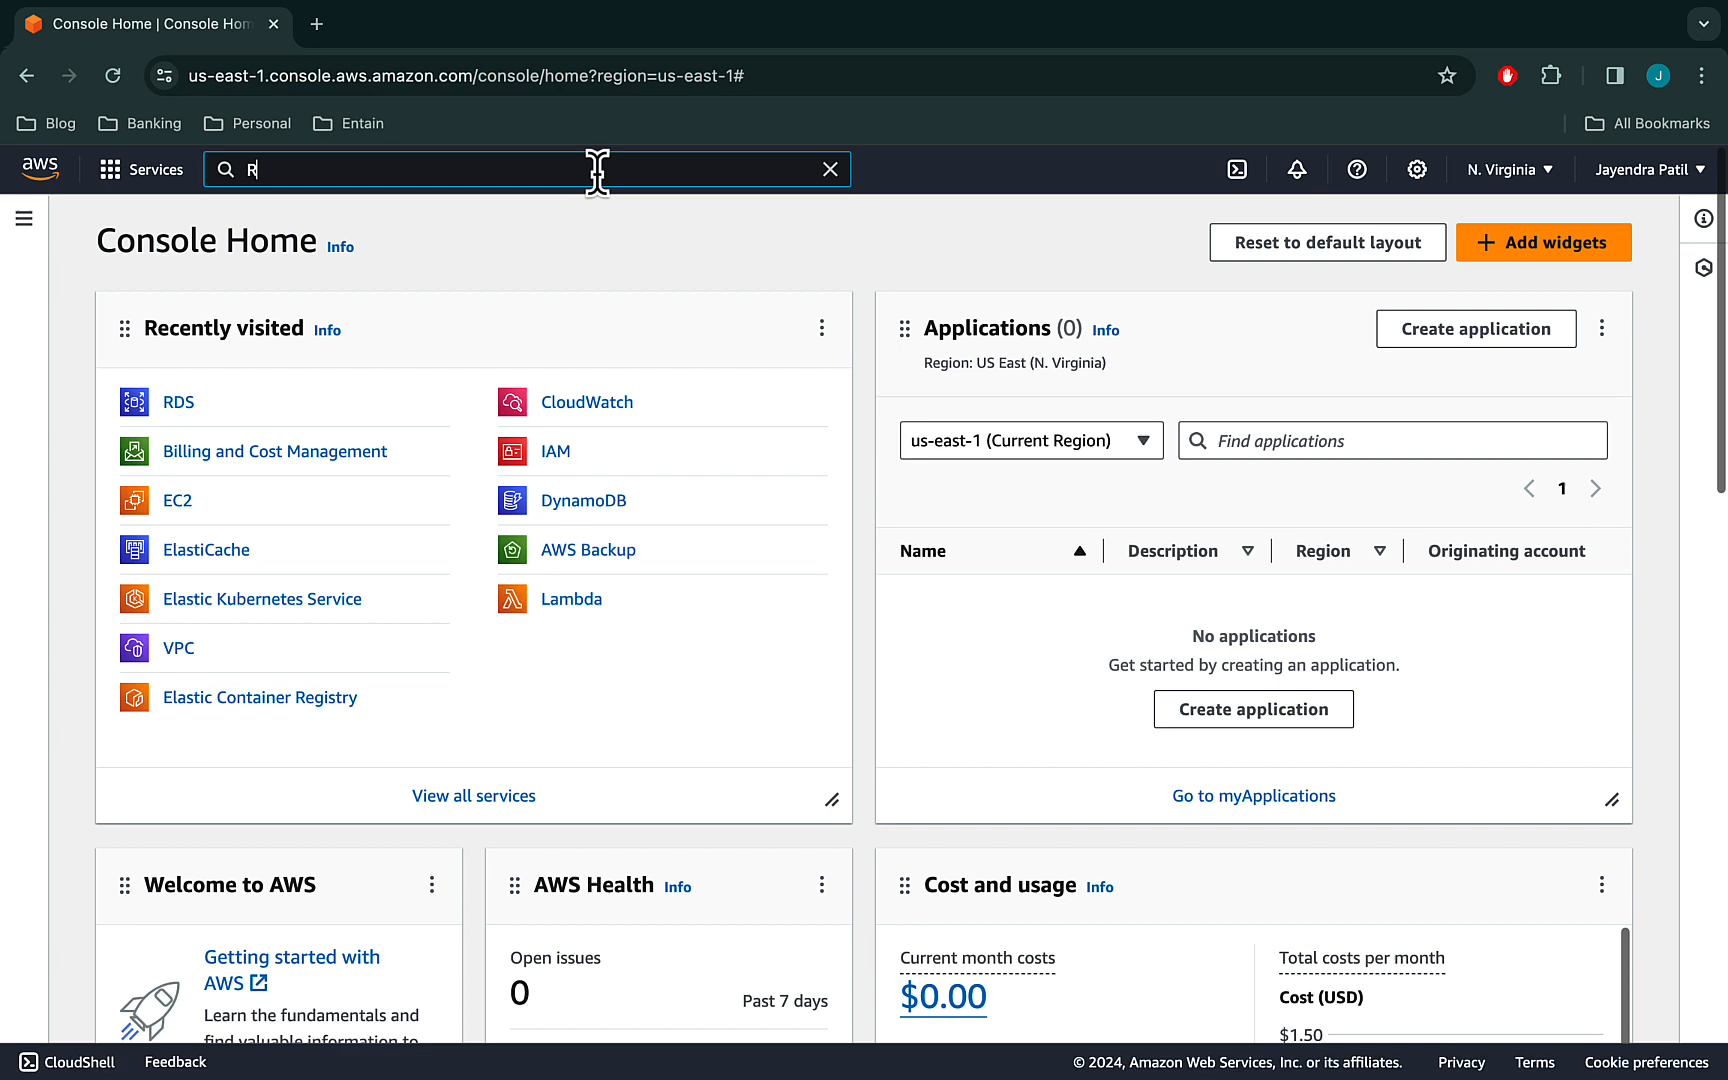 Console Home | Console Hom
us-east-1.console.aws.amazon.com/console/home?region=us-east-1#
J
Blog
Banking
Personal
Entain
All Bookmarks
aws
Services
R
N. Virginia
Jayendra Patil
Console Home Info
Reset to default layout
Add widgets
Recently visited Info
RDS
Billing and Cost Management
EC2
ElastiCache
Elastic Kubernetes Service
VPC
Elastic Container Registry
CloudWatch
IAM
DynamoDB
AWS Backup
Lambda
View all services
Applications (0) Info
Region: US East (N. Virginia)
Create application
us-east-1 (Current Region)
Find applications
1
Name
Description
Region
Originating account
No applications
Get started by creating an application.
Create application
Go to myApplications
Welcome to AWS
Getting started with
AWS
Learn the fundamentals and
find valuable information to
AWS Health Info
Open issues
0
Past 7 days
Cost and usage Info
Current month costs
$0.00
Total costs per month
Cost (USD)
$1.50
CloudShell
Feedback
© 2024, Amazon Web Services, Inc. or its affiliates.
Privacy
Terms
Cookie preferences